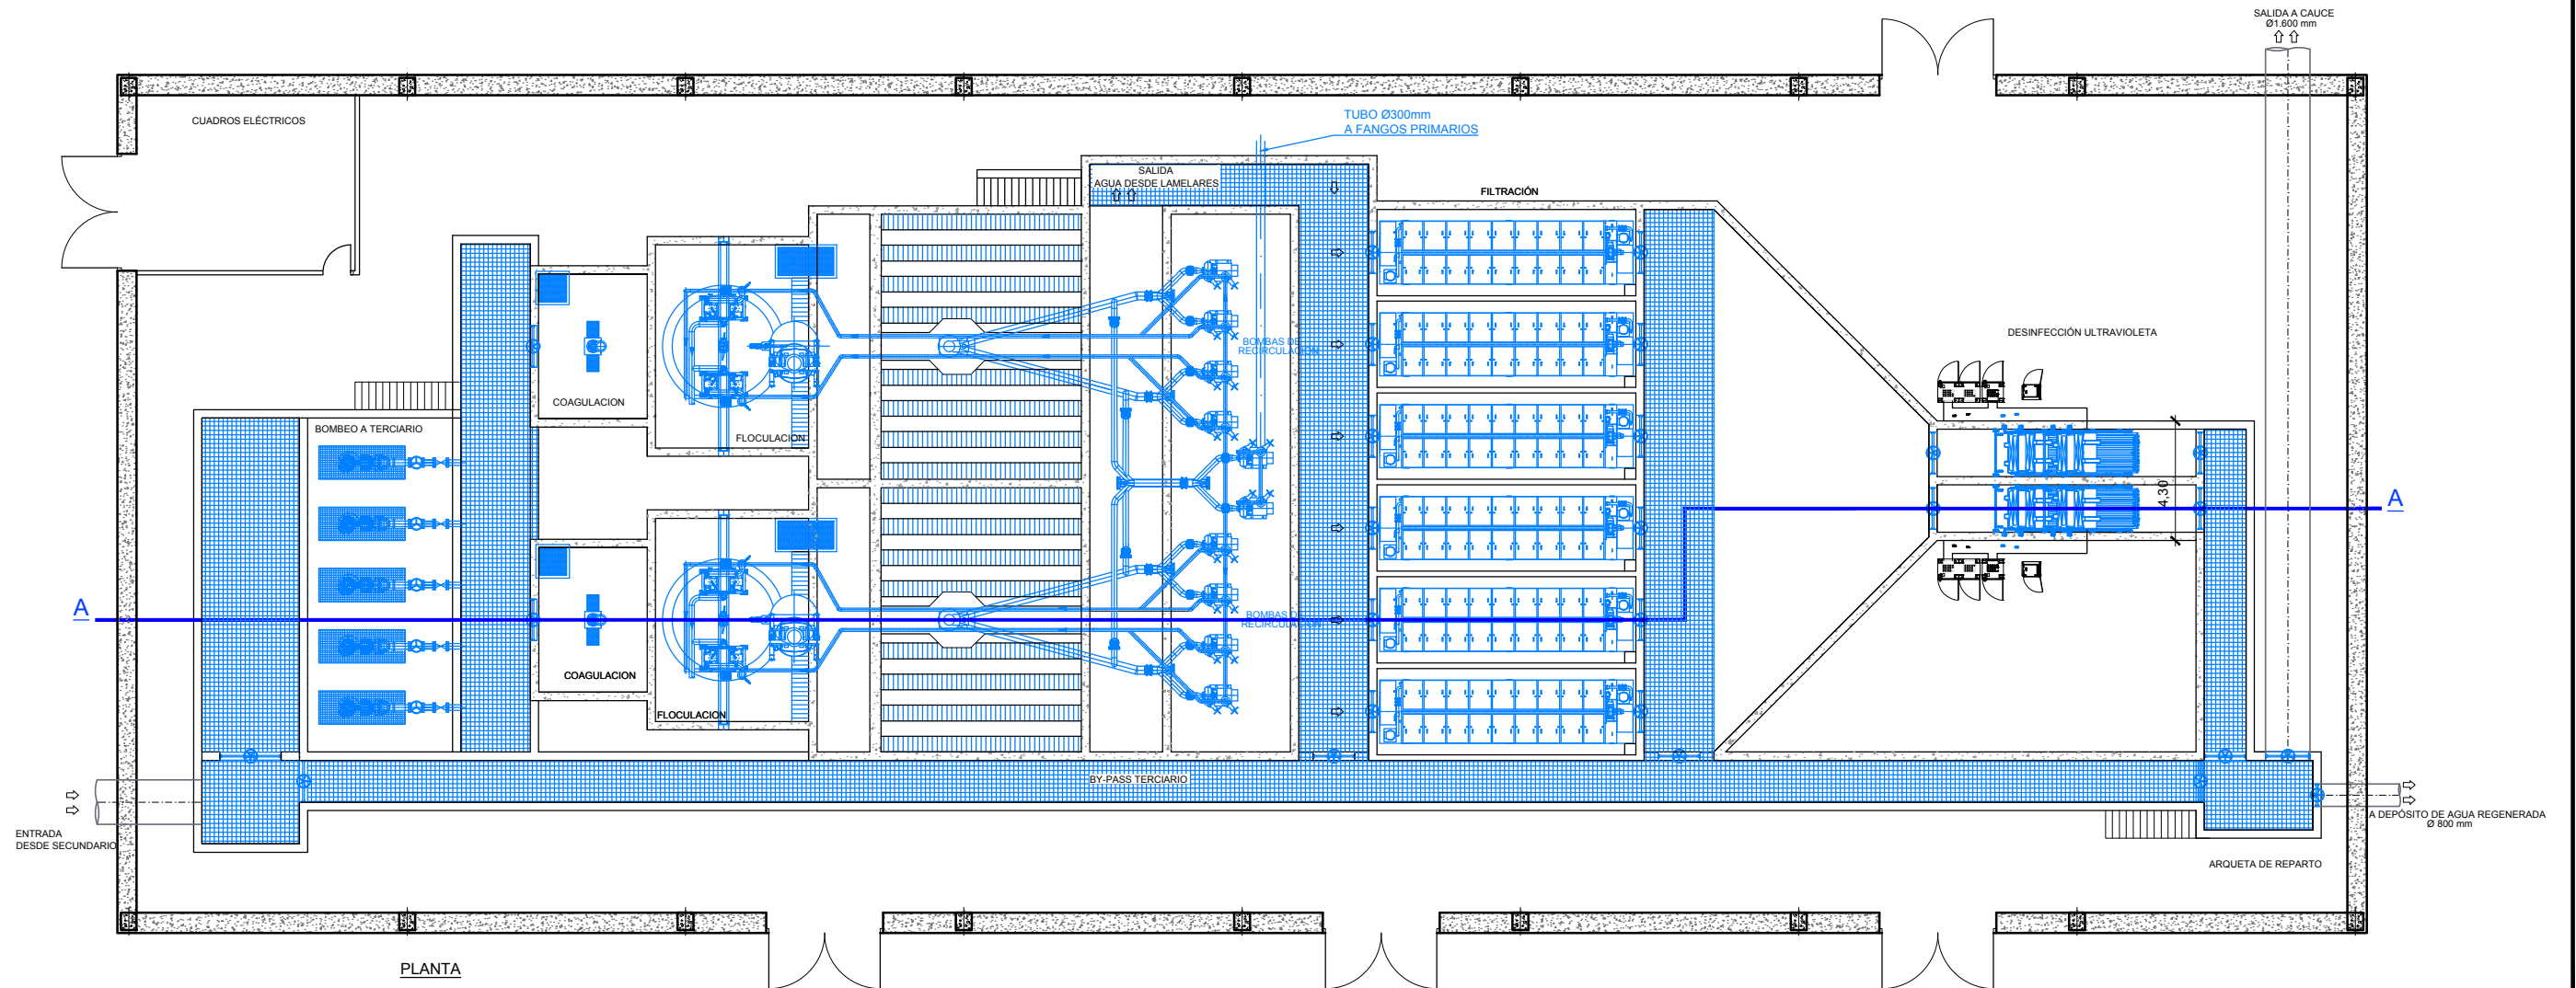 SALIDA A CAUCE
Ø1.600 mm
CUADROS ELÉCTRICOS
TUBO Ø300mm
A FANGOS PRIMARIOS
SALIDA
AGUA DESDE LAMELARES
FILTRACIÓN
DESINFECCIÓN ULTRAVIOLETA
BOMBAS DE
RECIRCULACION
COAGULACION
BOMBEO A TERCIARIO
FLOCULACION
4,30
A
A
BOMBAS DE
RECIRCULACION
COAGULACION
FLOCULACION
BY-PASS TERCIARIO
ENTRADA
DESDE SECUNDARIO
A DEPÓSITO DE AGUA REGENERADA
Ø 800 mm
ARQUETA DE REPARTO
PLANTA